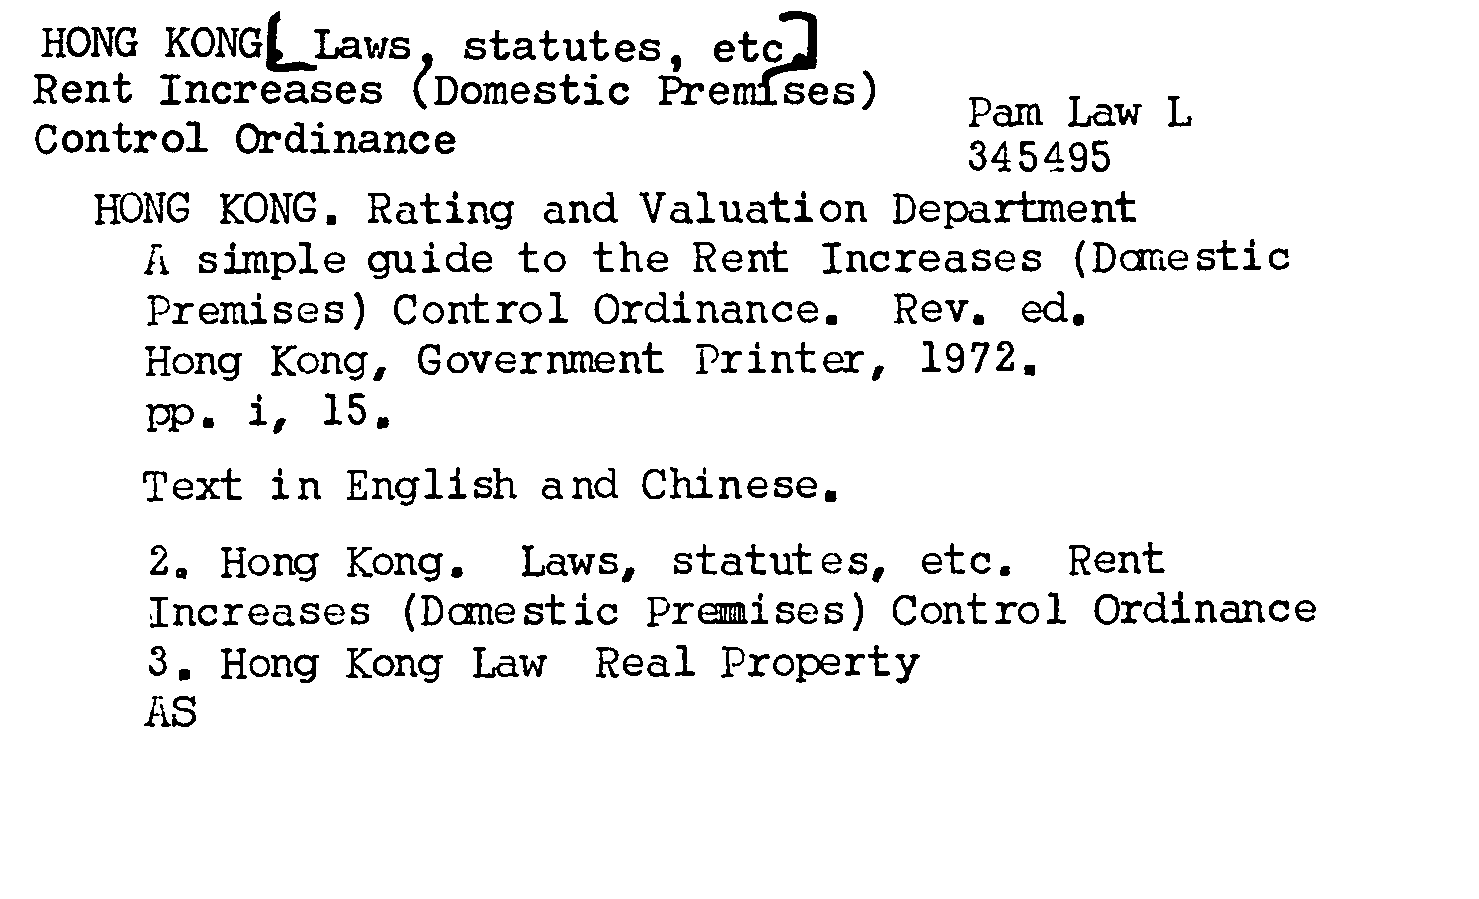 HONG KONG[ Laws, statutes, etc]
Rent Increases (Domestic Premises)
Control Ordinance
Pam Law L
345495
HONG KONG. Rating and Valuation Department
A simple guide to the Rent Increases (Domestic
Premises) Control Ordinance. Rev. ed.
Hong Kong, Government Printer, 1972.
pp. i, 15.
Text in English and Chinese.
2. Hong Kong. Laws, statutes, etc. Rent
Increases (Domestic Premises) Control Ordinance
3. Hong Kong Law Real Property
AS